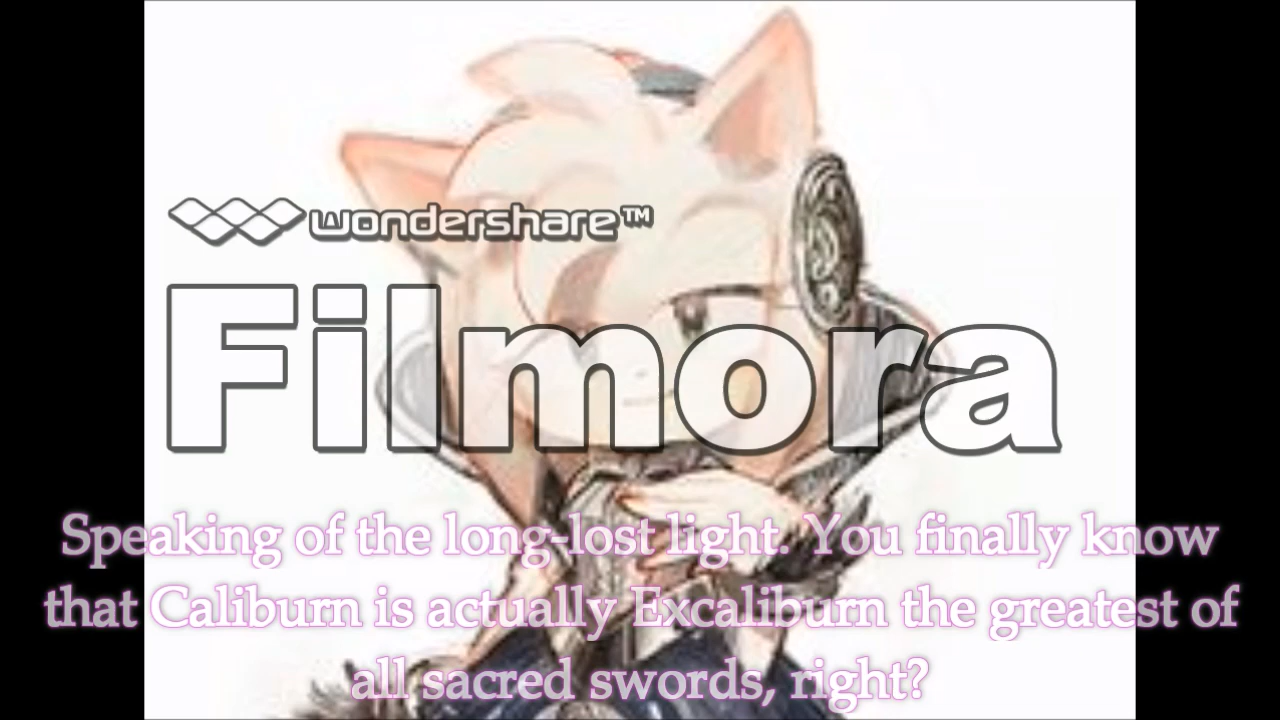 wondershare™
Filmora
Speaking of the long-lost light. You finally know
that Caliburn is actually Excaliburn the greatest of
all sacred swords, right?